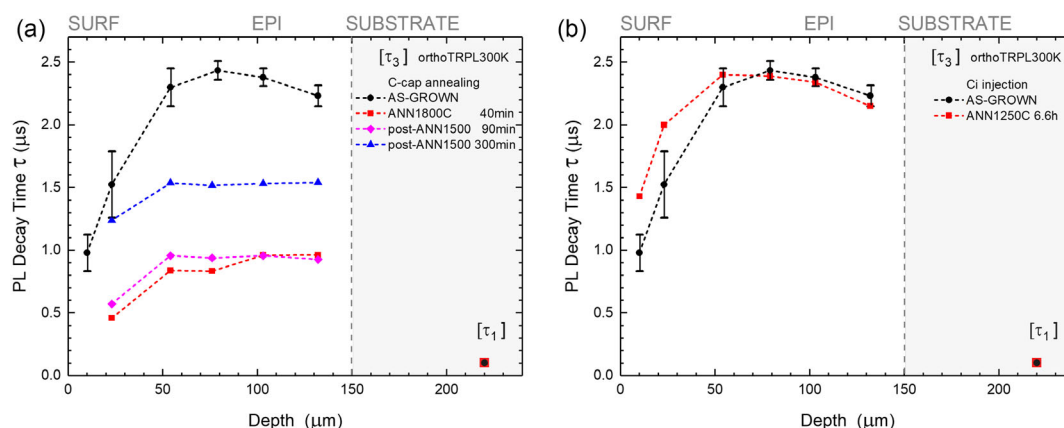 (a)
SURF EPI SUBSTRATE
[τ3] orthoTRPL300K
C-cap annealing
AS-GROWN
ANN1800C 40min
post-ANN1500 90min
post-ANN1500 300min
[τ1]
PL Decay Time τ (μs)
2.5
2.0
1.5
1.0
0.5
0.0
0 50 100 150 200
Depth (μm)
(b)
SURF EPI SUBSTRATE
[τ3] orthoTRPL300K
Ci injection
AS-GROWN
ANN1250C 6.6h
[τ1]
PL Decay Time τ (μs)
2.5
2.0
1.5
1.0
0.5
0.0
0 50 100 150 200
Depth (μm)